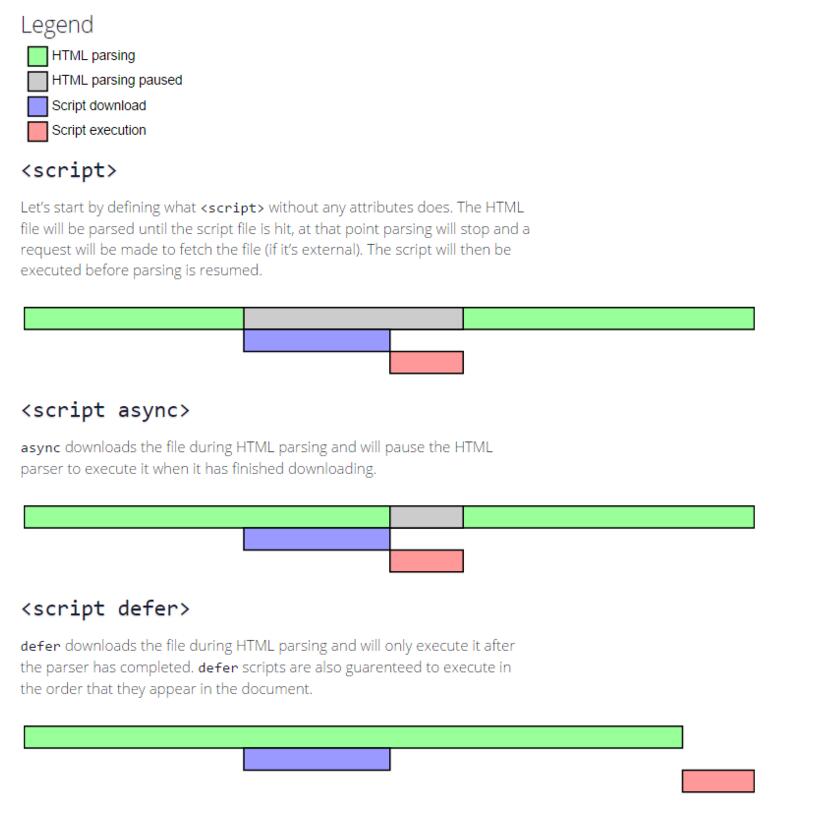 Legend
HTML parsing
HTML parsing paused
Script download
Script execution
<script>
Let's start by defining what <script> without any attributes does. The HTML
file will be parsed until the script file is hit, at that point parsing will stop and a
request will be made to fetch the file (if it's external). The script will then be
executed before parsing is resumed.
<script async>
async downloads the file during HTML parsing and will pause the HTML
parser to execute it when it has finished downloading.
<script defer>
defer downloads the file during HTML parsing and will only execute it after
the parser has completed. defer scripts are also guarenteed to execute in
the order that they appear in the document.